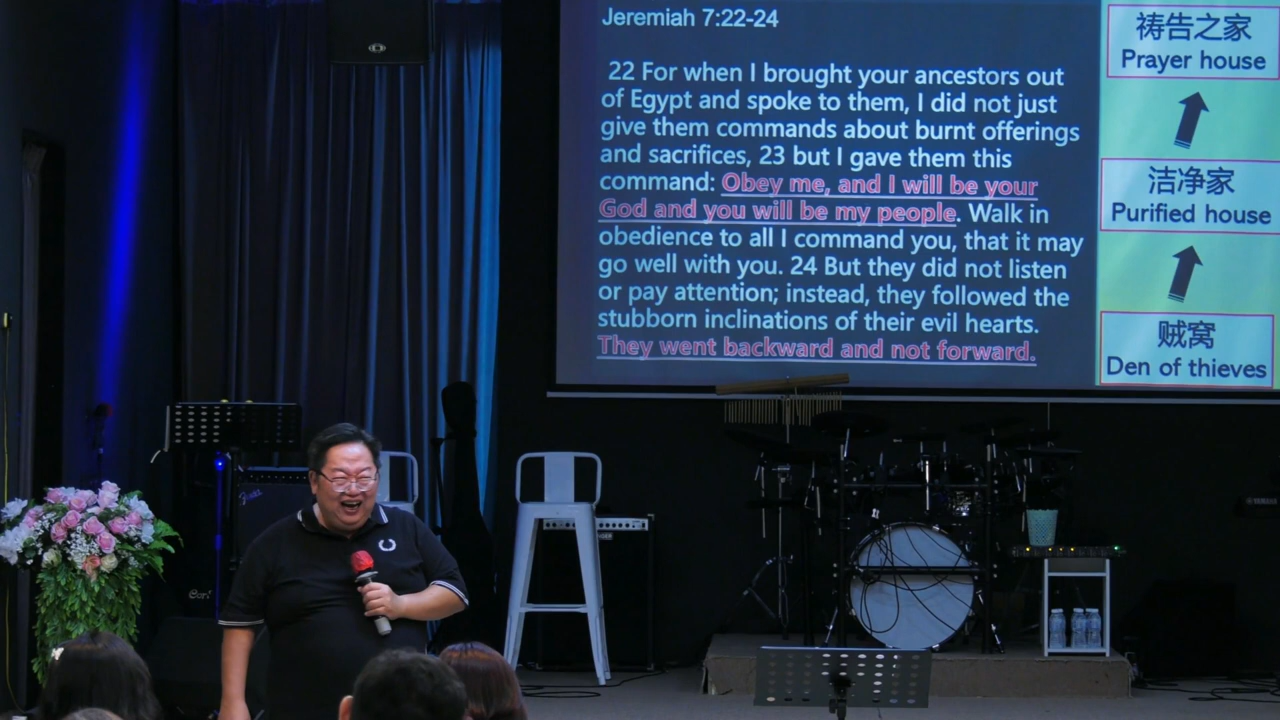 Jeremiah 7:22-24
22 For when I brought your ancestors out
of Egypt and spoke to them, I did not just
give them commands about burnt offerings
and sacrifices, 23 but I gave them this
command: Obey me, and I will be your
God and you will be my people. Walk in
obedience to all I command you, that it may
go well with you. 24 But they did not listen
or pay attention; instead, they followed the
stubborn inclinations of their evil hearts.
They went backward and not forward.
祷告之家
Prayer house
洁净家
Purified house
贼窝
Den of thieves
Fender
YAMAHA